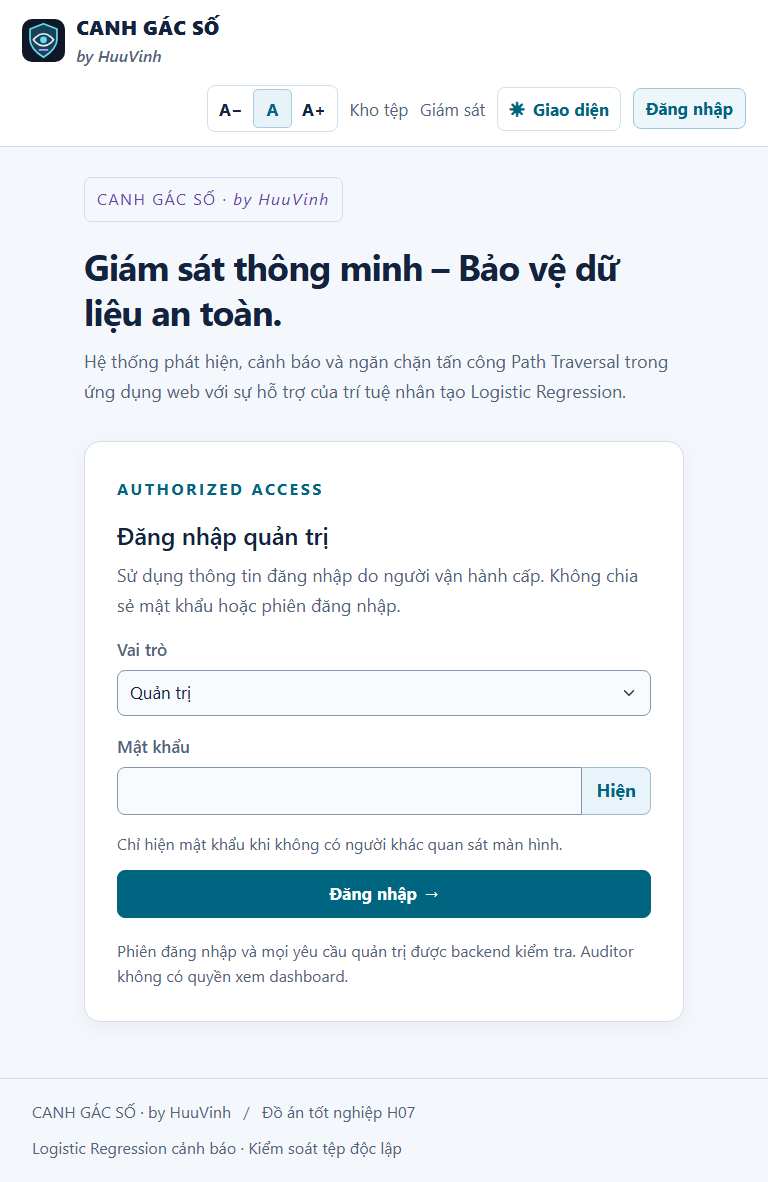 CANH GÁC SỐ
by HuuVinh
A− A A+ Kho tệp Giám sát Giao diện Đăng nhập
CANH GÁC SỐ · by HuuVinh
Giám sát thông minh – Bảo vệ dữ
liệu an toàn.
Hệ thống phát hiện, cảnh báo và ngăn chặn tấn công Path Traversal trong
ứng dụng web với sự hỗ trợ của trí tuệ nhân tạo Logistic Regression.
AUTHORIZED ACCESS
Đăng nhập quản trị
Sử dụng thông tin đăng nhập do người vận hành cấp. Không chia
sẻ mật khẩu hoặc phiên đăng nhập.
Vai trò
Quản trị
Mật khẩu
Hiện
Chỉ hiện mật khẩu khi không có người khác quan sát màn hình.
Đăng nhập →
Phiên đăng nhập và mọi yêu cầu quản trị được backend kiểm tra. Auditor
không có quyền xem dashboard.
CANH GÁC SỐ · by HuuVinh / Đồ án tốt nghiệp H07
Logistic Regression cảnh báo · Kiểm soát tệp độc lập